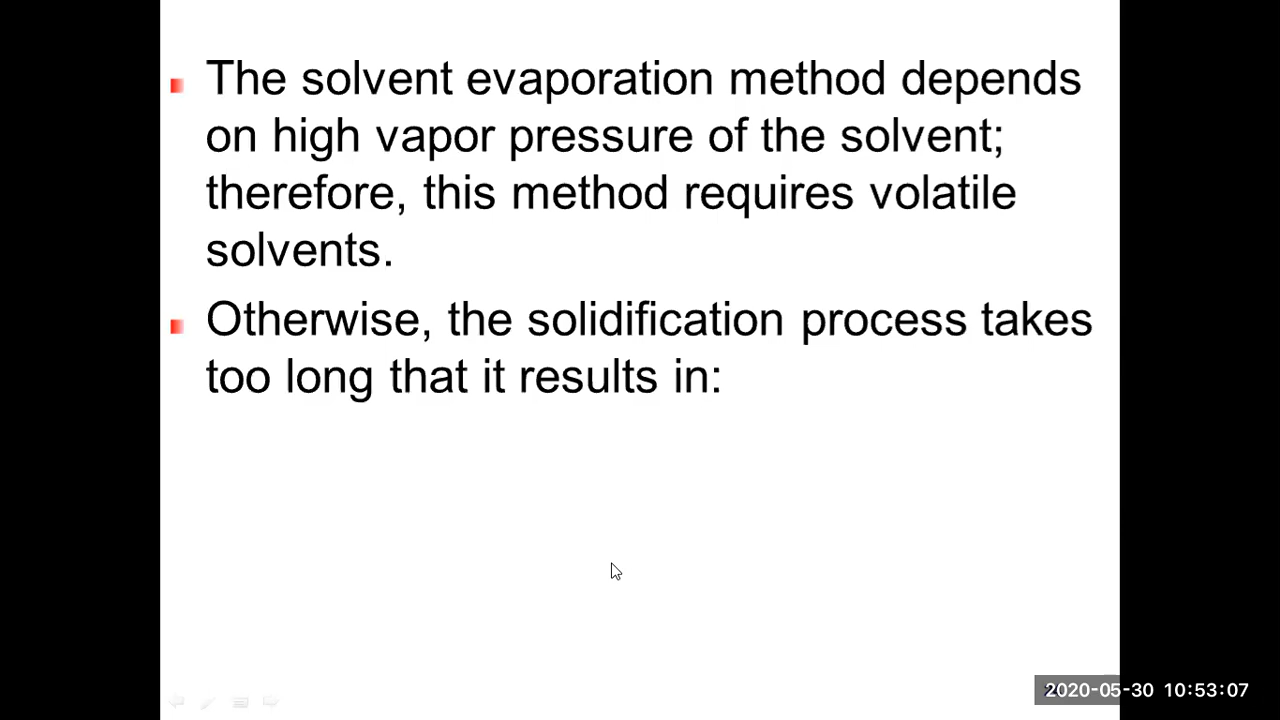 The solvent evaporation method depends
on high vapor pressure of the solvent;
therefore, this method requires volatile
solvents.
Otherwise, the solidification process takes
too long that it results in:
2020-05-30 10:53:07